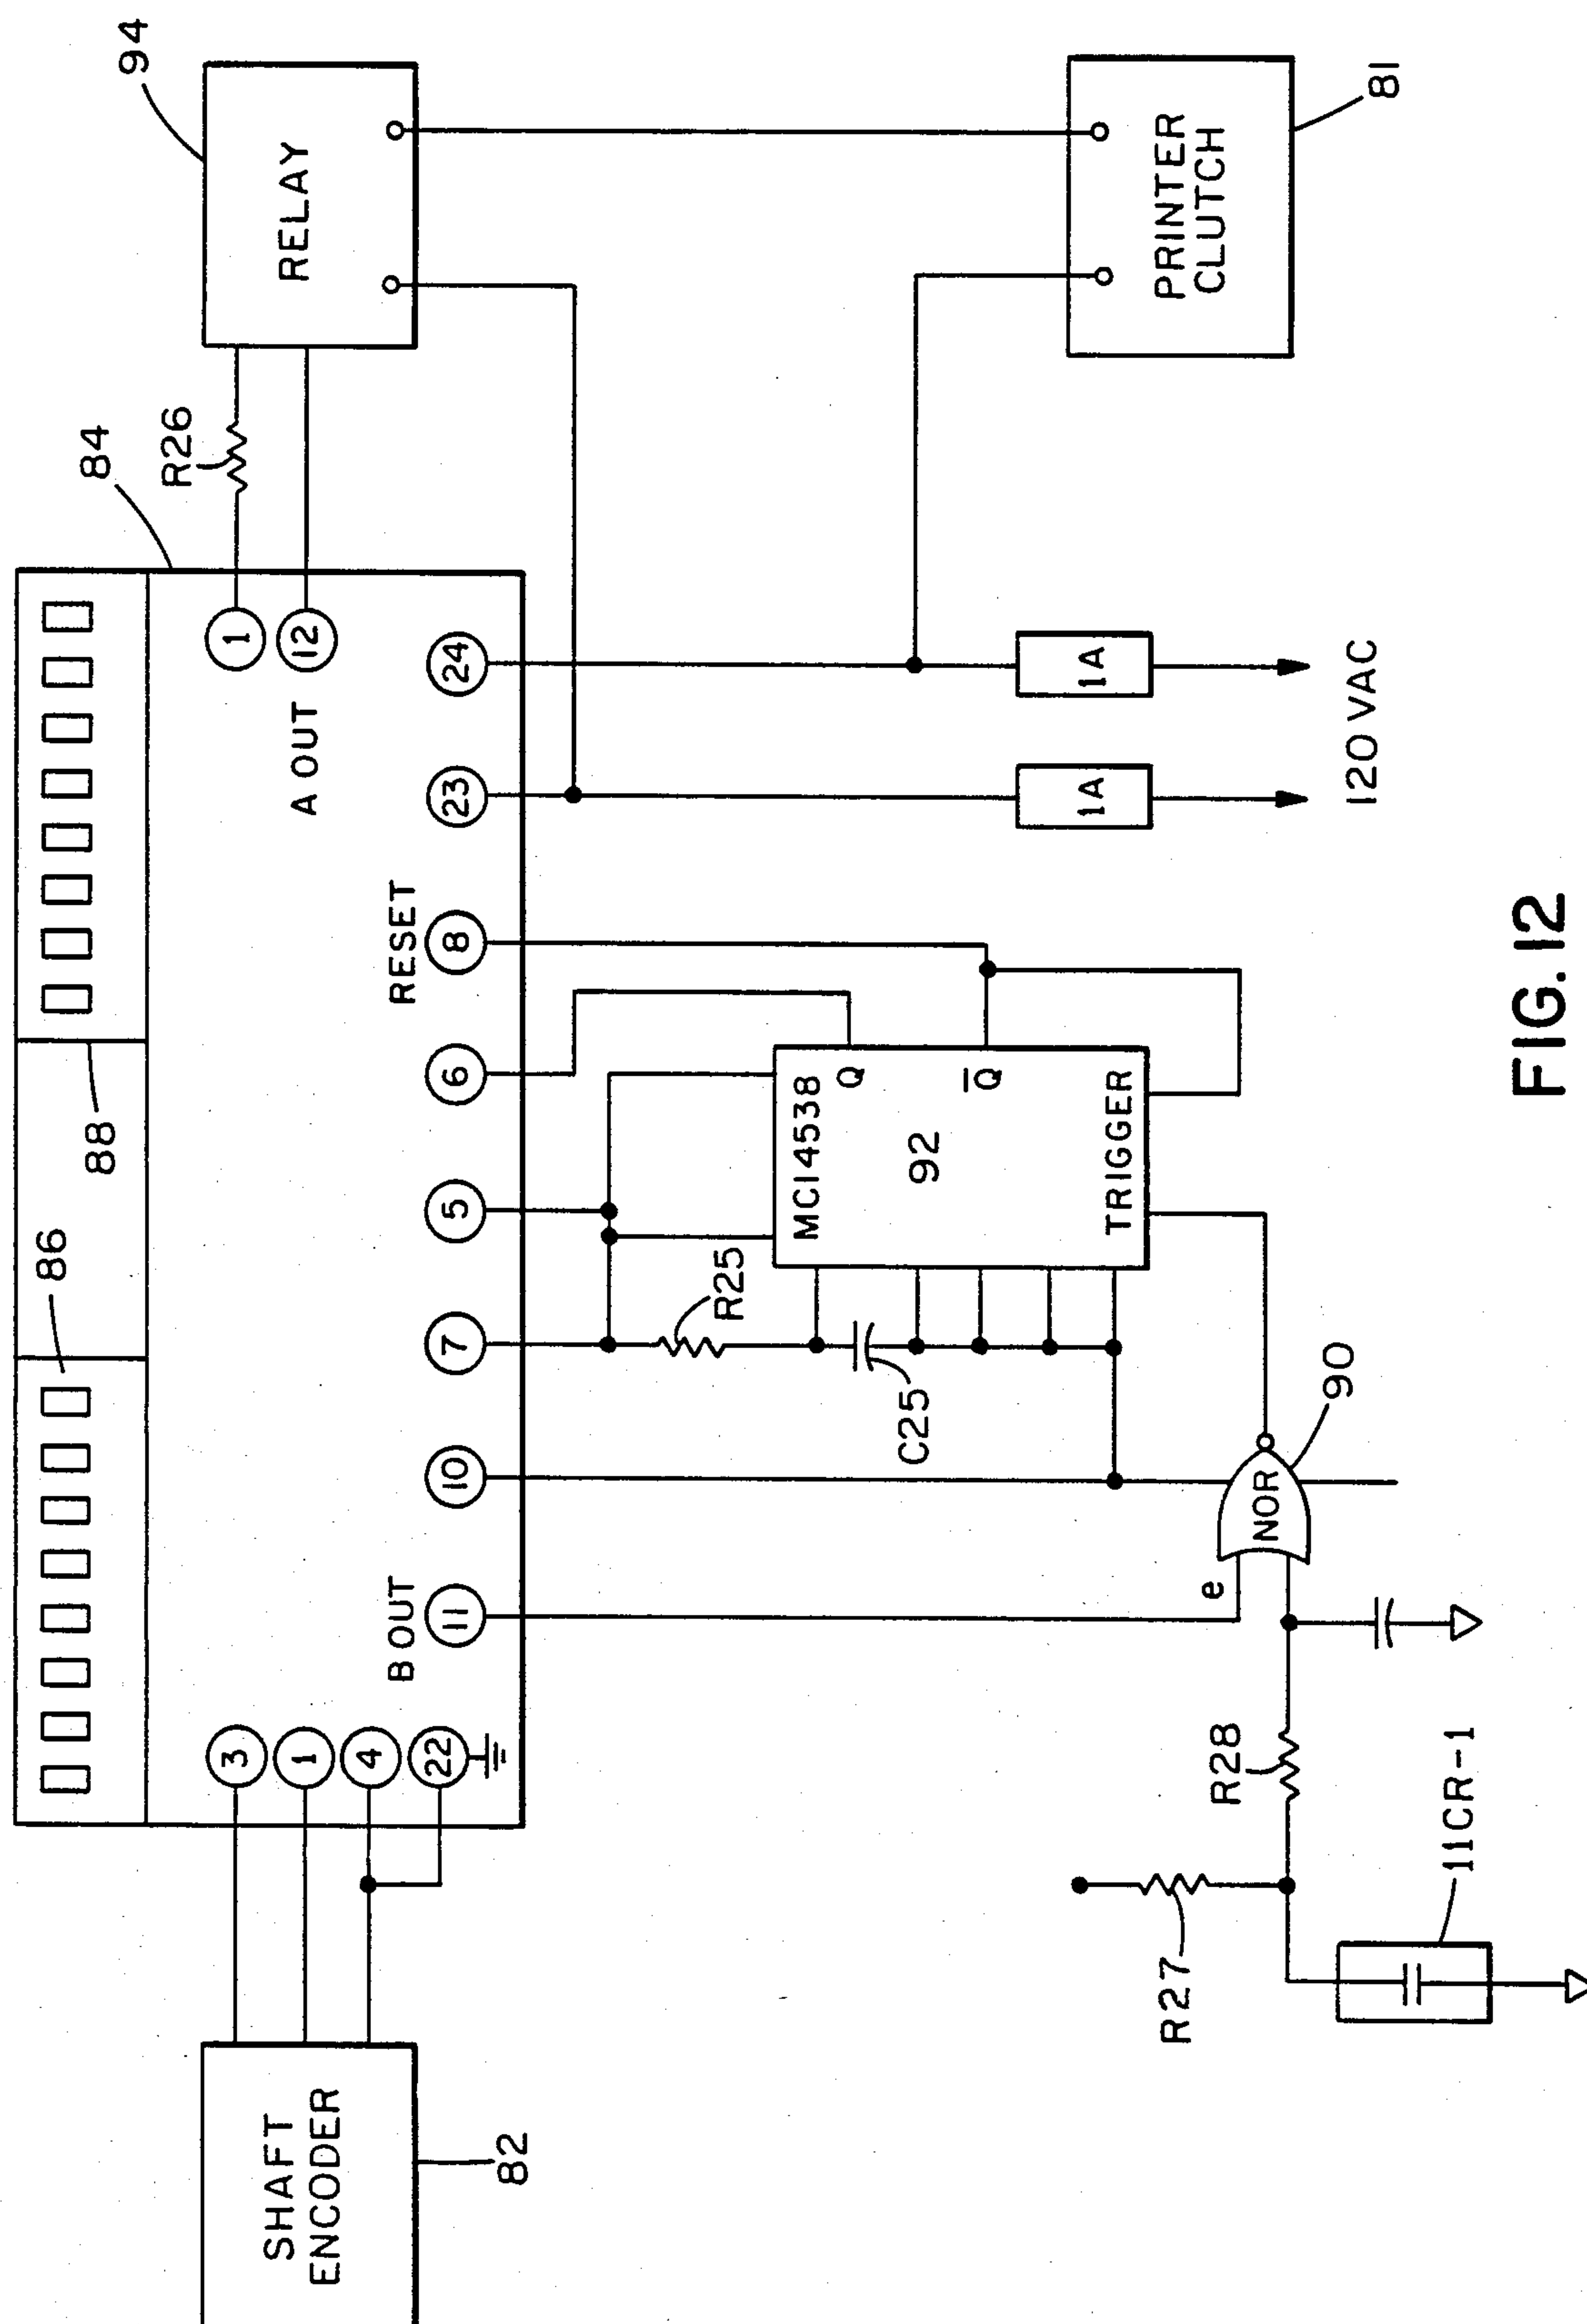 86
88
84
94
3
1
4
22
B OUT
11
10
7
5
6
RESET
8
23
24
A OUT
1
12
R26
RELAY
SHAFT
ENCODER
82
R25
C25
MC14538
Q
92
Q̅
TRIGGER
1A
1A
120 VAC
PRINTER
CLUTCH
81
e
NOR
90
R27
R28
11CR-1
FIG. 12